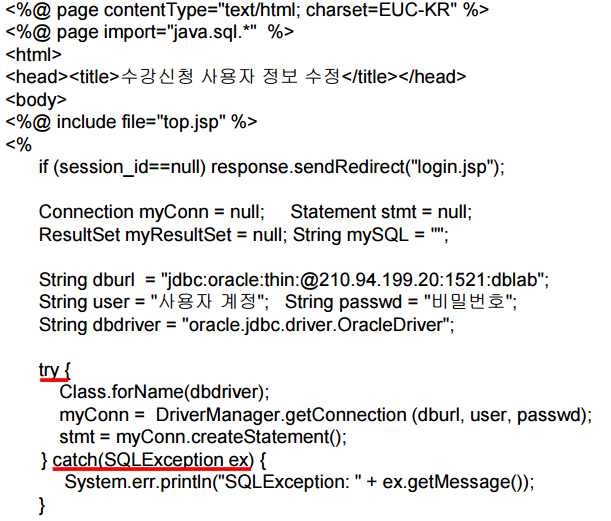 <%@ page contentType="text/html; charset=EUC-KR" %>
<%@ page import="java.sql.*"  %>
<html>
<head><title>수강신청 사용자 정보 수정</title></head>
<body>
<%@ include file="top.jsp" %>
<%
if (session_id==null) response.sendRedirect("login.jsp");
Connection myConn = null;     Statement stmt = null;
ResultSet myResultSet = null; String mySQL = "";
String dburl  = "jdbc:oracle:thin:@210.94.199.20:1521:dblab";
String user = "사용자 계정";   String passwd = "비밀번호";
String dbdriver = "oracle.jdbc.driver.OracleDriver";
try {
Class.forName(dbdriver);
myConn =  DriverManager.getConnection (dburl, user, passwd);
stmt = myConn.createStatement();
} catch(SQLException ex) {
System.err.println("SQLException: " + ex.getMessage());
}